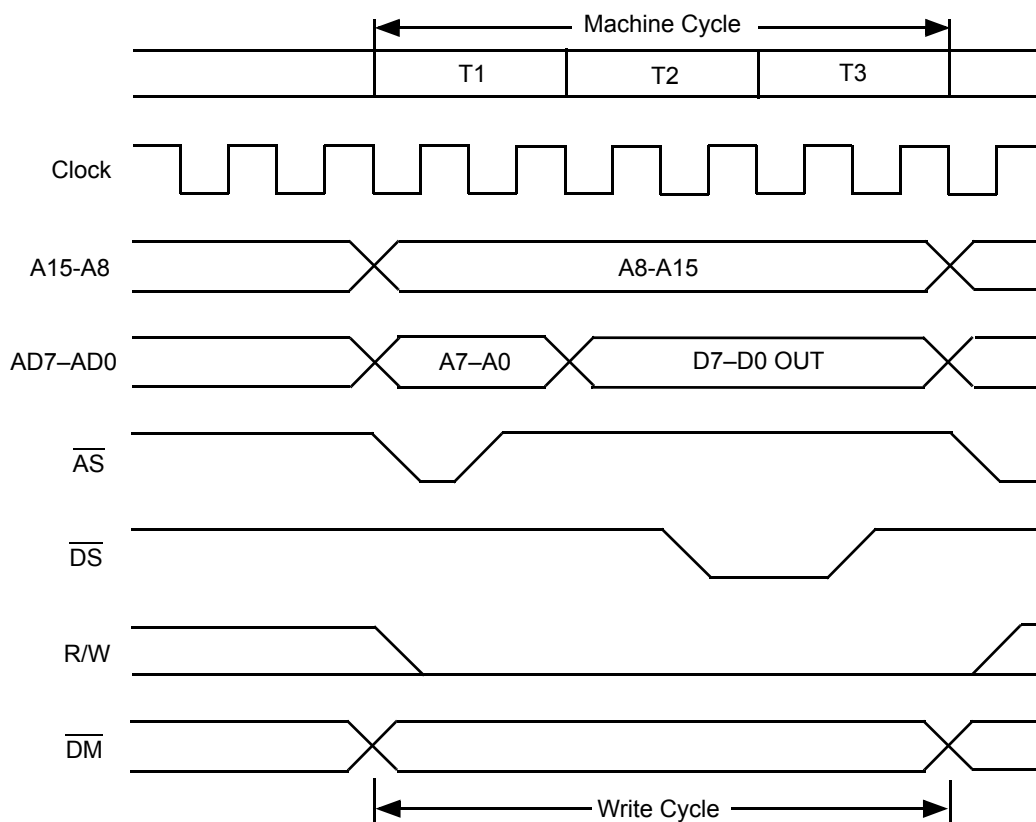 Machine Cycle
T1 T2 T3
Clock
A15-A8 A8-A15
AD7–AD0 A7–A0 D7–D0 OUT
AS
DS
R/W
DM
Write Cycle